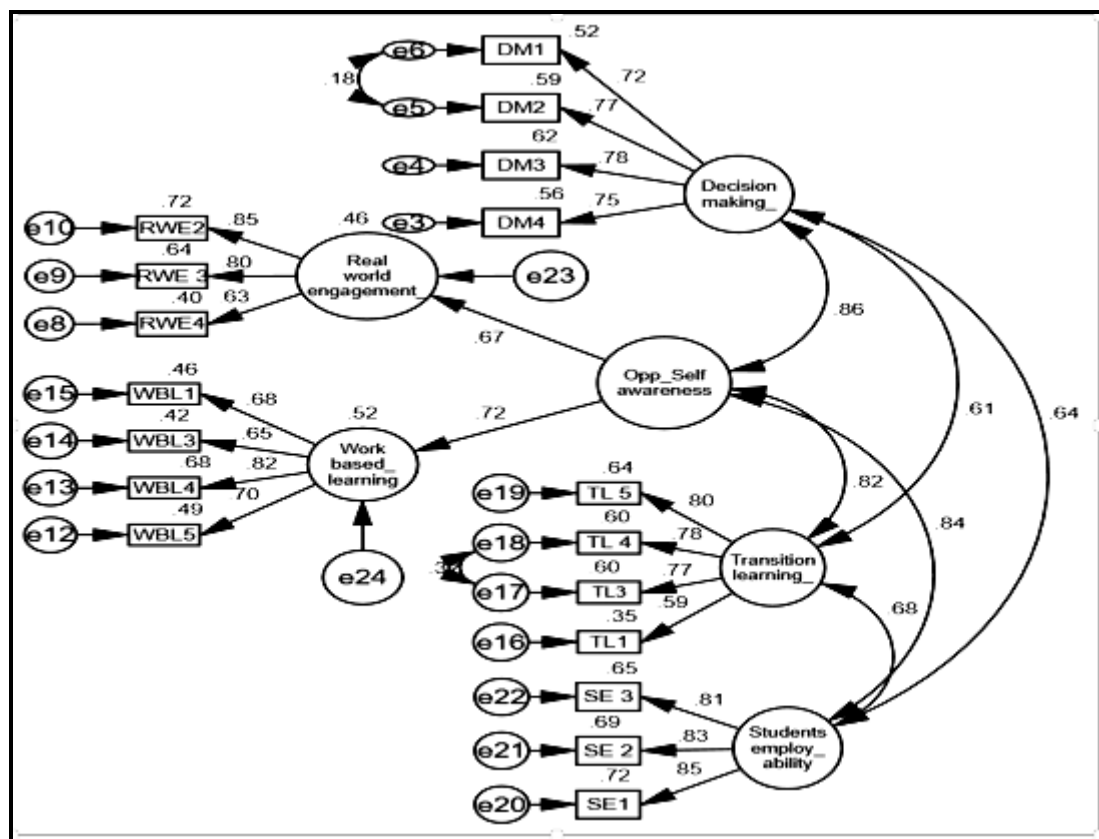 .52
e6 DM1
.72
.18
.59
e5 DM2
.77
62
e4 DM3
.78
.56
e3 DM4
.75
Decision
making_
.72
e10 RWE2
.85
.64
e9 RWE 3
.80
.40
e8 RWE4
.63
.46
Real
world
engagement_
e23
.86
.67
Opp_Self
awareness
.61
.64
.46
e15 WBL1
.68
.42
e14 WBL3
.65
.68
e13 WBL4
.82
.49
e12 WBL5
.70
.52
Work
based_
learning
.72
e24
.82
.84
.64
e19 TL 5
.80
60
e18 TL 4
.78
60
e17 TL3
.77
.35
e16 TL1
.59
Transition
learning_
.68
.65
e22 SE 3
.81
.69
e21 SE 2
.83
.72
e20 SE1
.85
Students
employ_
ability